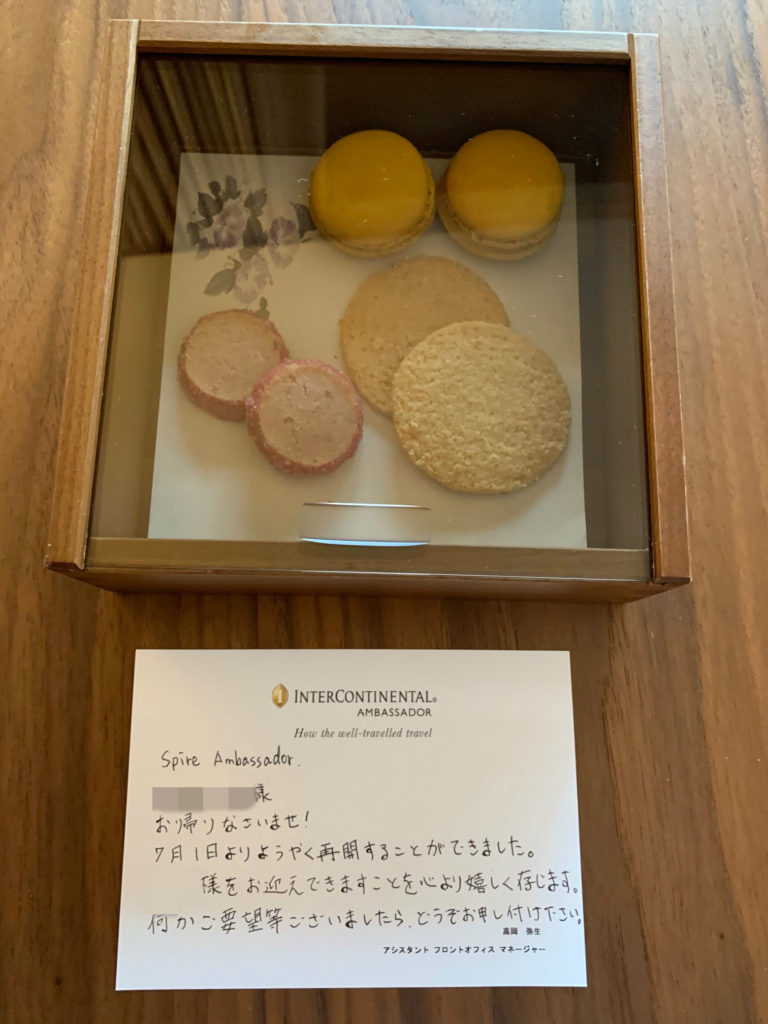 INTERCONTINENTAL®
AMBASSADOR
How the well-travelled travel
Spire Ambassador.
様
お帰りなさいませ!
7月1日よりようやく再開することができました。
様をお迎えできますことを心より嬉しく存じます。
何かご要望等ございましたら、どうぞお申し付け下さい。
高岡 弥生
アシスタント フロントオフィス マネージャー